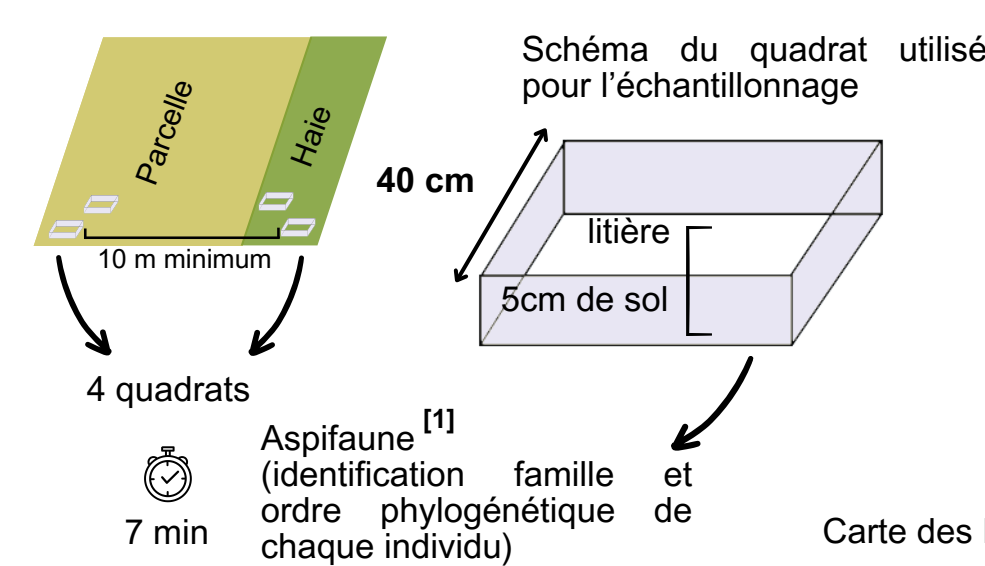 Schéma du quadrat utilisé
pour l'échantillonnage
Parcelle
Haie
40 cm
litière
10 m minimum
5cm de sol
4 quadrats
Aspifaune [1]
(identification famille et
ordre phylogénétique de
chaque individu)
7 min
Carte des